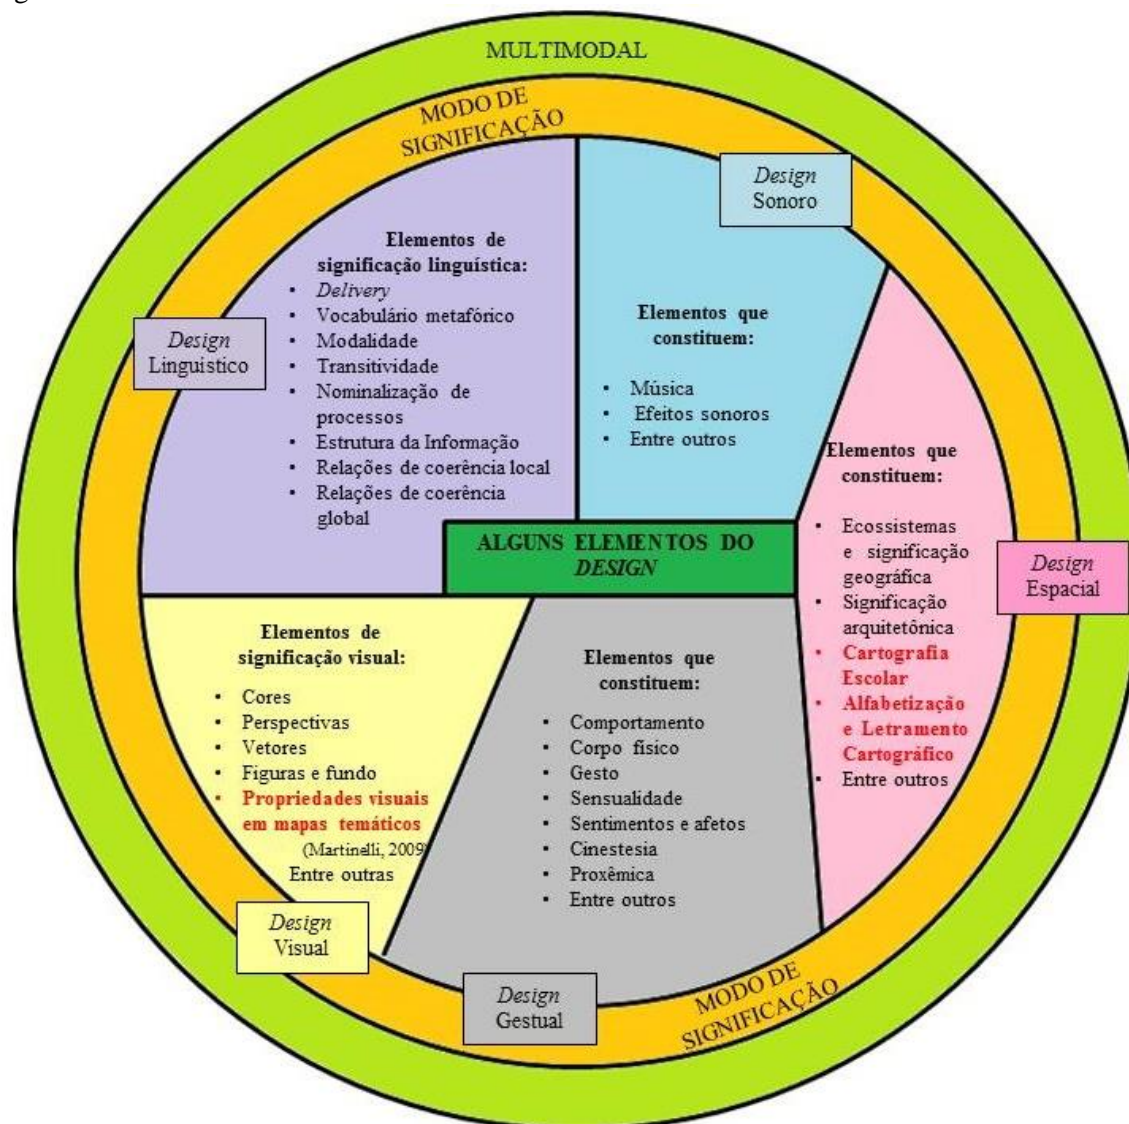 MULTIMODAL
MODO DE
SIGNIFICAÇÃO
Design
Sonoro
Elementos de
significação linguística:
• Delivery
• Vocabulário metafórico
• Modalidade
• Transitividade
• Nominalização de
processos
• Estrutura da Informação
• Relações de coerência local
• Relações de coerência
global
Design
Linguístico
Elementos que
constituem:
• Música
• Efeitos sonoros
• Entre outros
Elementos que
constituem:
• Ecossistemas
e significação
geográfica
• Significação
arquitetônica
• Cartografia
Escolar
• Alfabetização
e Letramento
Cartográfico
• Entre outros
Design
Espacial
ALGUNS ELEMENTOS DO
DESIGN
Elementos de
significação visual:
• Cores
• Perspectivas
• Vetores
• Figuras e fundo
• Propriedades visuais
em mapas temáticos
(Martinelli, 2009)
Entre outras
Design
Visual
Elementos que
constituem:
• Comportamento
• Corpo físico
• Gesto
• Sensualidade
• Sentimentos e afetos
• Cinestesia
• Proxêmica
• Entre outros
Design
Gestual
MODO DE
SIGNIFICAÇÃO